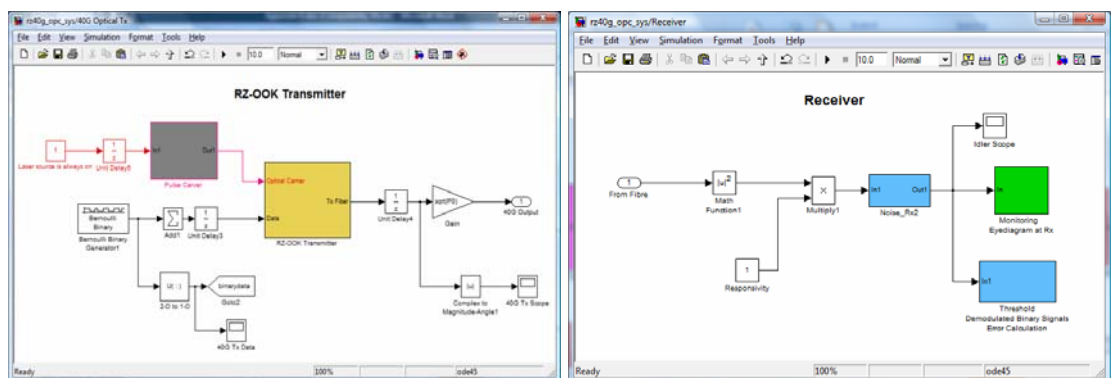 rz40g_opc_sys/40G Optical Tx
File Edit View Simulation Format Tools Help
10.0 Normal
RZ-OOK Transmitter
1
Laser source is always on
1
z
Unit Delay5
In1 Out1
Pulse Carver
Bernoulli
Binary
Bernoulli Binary
Generator1
Add1
1
z
Unit Delay3
Optical Carrier
Data
Tx Fiber
RZ-OOK Transmitter
1
z
Unit Delay4
sqrt(P0)
Gain
1
40G Output
U( : )
2-D to 1-D
binarydata
Goto2
40G Tx Data
|u|
Complex to
Magnitude-Angle1
40G Tx Scope
Ready 100% ode45
rz40g_opc_sys/Receiver
File Edit View Simulation Format Tools Help
10.0 Normal
Receiver
1
From Fibre
|u|2
Math
Function1
×
Multiply1
1
Responsivity
In1 Out1
Noise_Rx2
Idler Scope
In
Monitoring
Eyediagram at Rx
In1
Threshold
Demodulated Binary Signals
Error Calculation
Ready 100% ode45